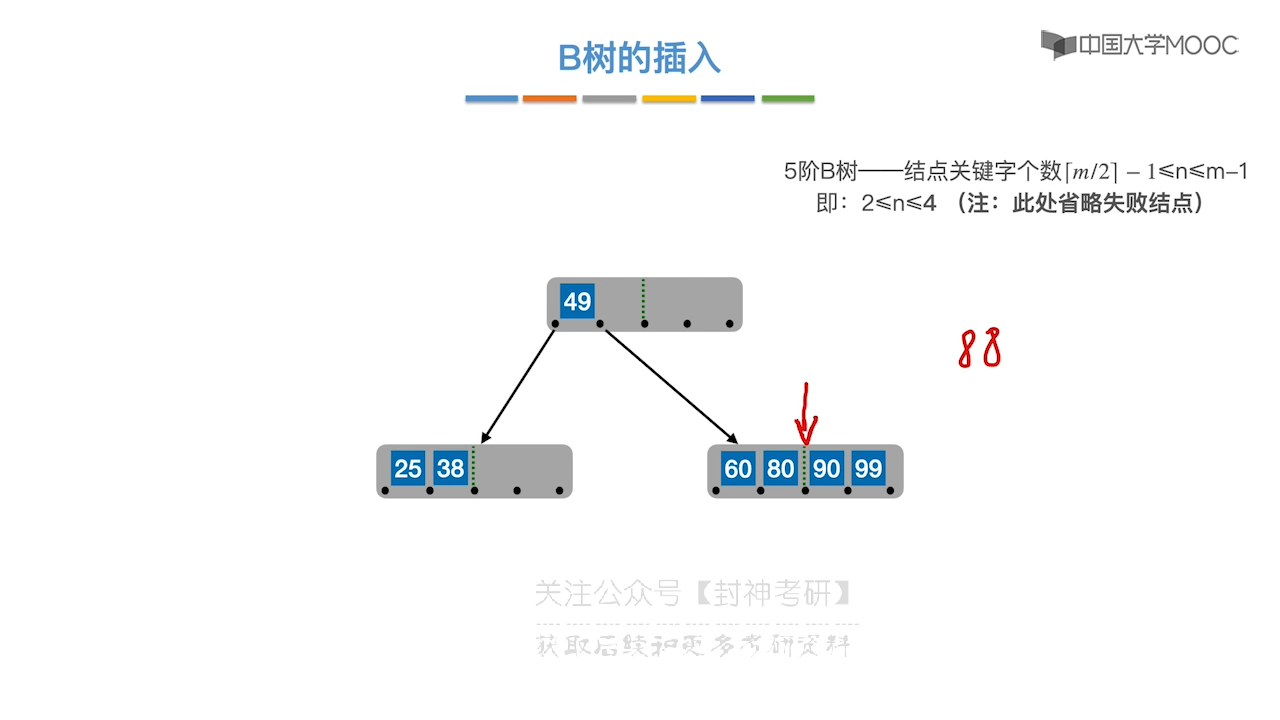 B树的插入
中国大学MOOC
5阶B树——结点关键字个数⌈m/2⌉ − 1≤n≤m–1
即：2≤n≤4 （注：此处省略失败结点）
49
88
25 38
60 80 90 99
关注公众号【封神考研】
获取后续和更多考研资料